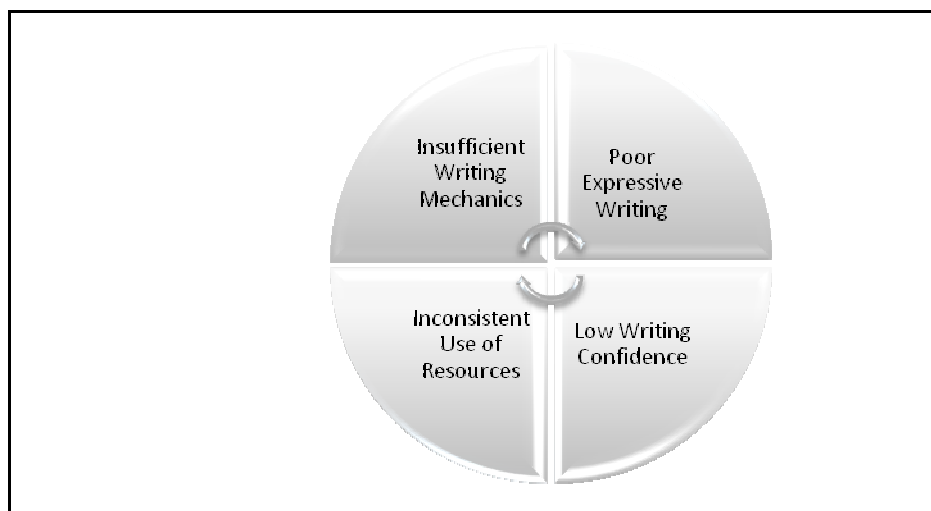 Insufficient
Writing
Mechanics
Poor
Expressive
Writing
Inconsistent
Use of
Resources
Low Writing
Confidence